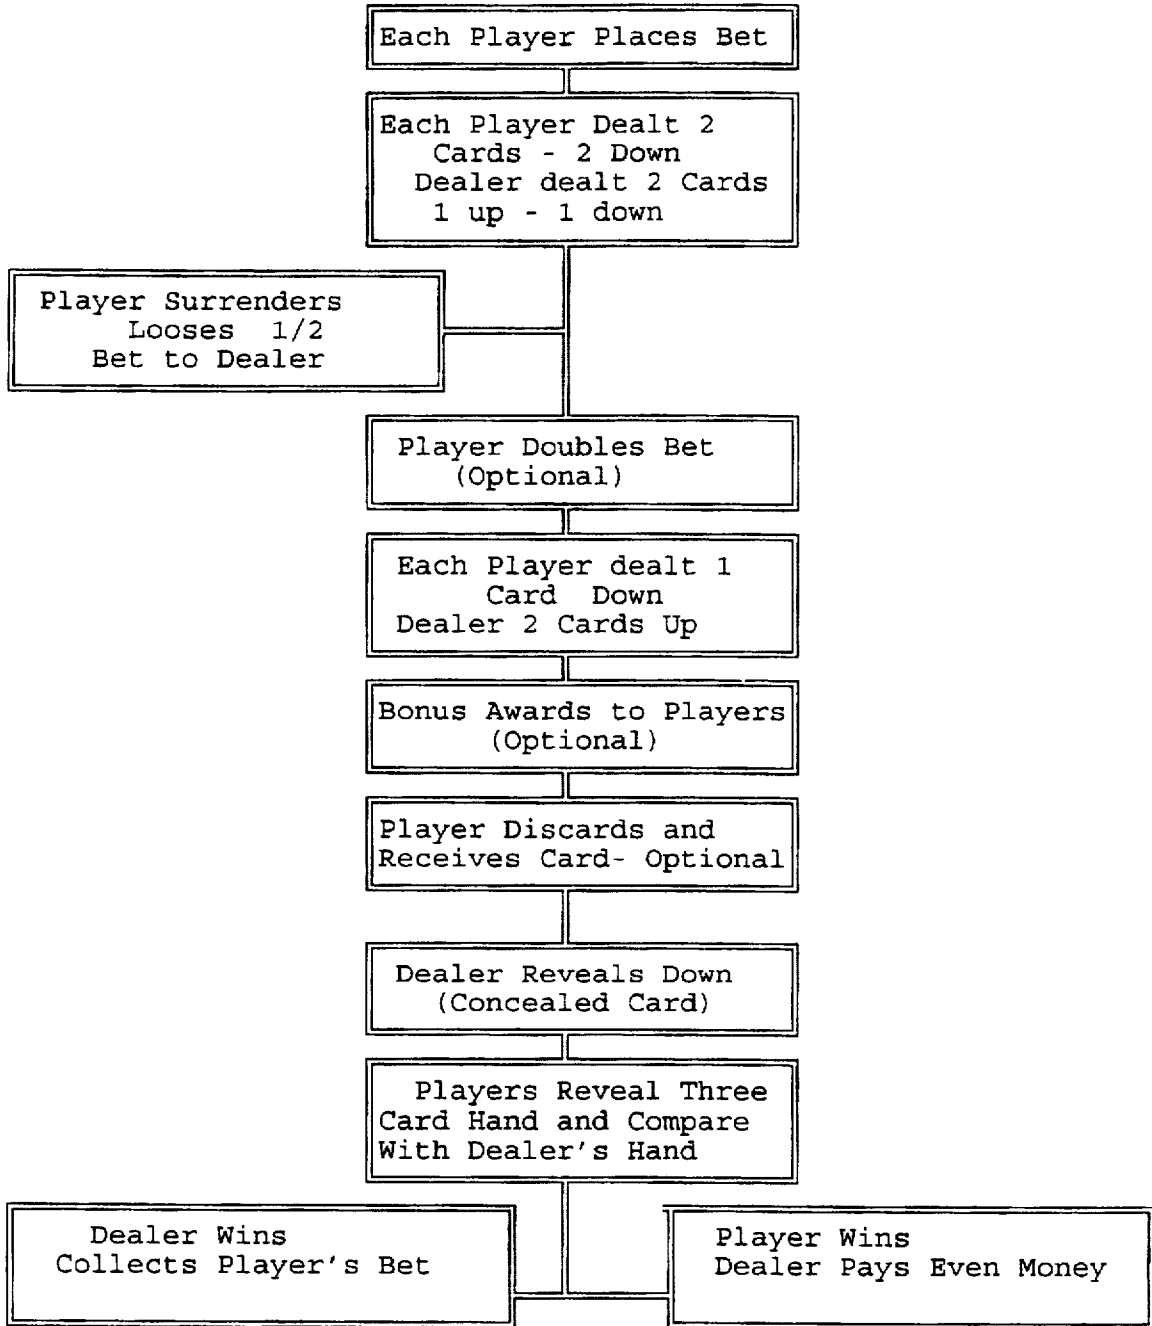 Each Player Places Bet
Each Player Dealt 2
Cards - 2 Down
Dealer dealt 2 Cards
1 up - 1 down
Player Surrenders
Looses 1/2
Bet to Dealer
Player Doubles Bet
(Optional)
Each Player dealt 1
Card Down
Dealer 2 Cards Up
Bonus Awards to Players
(Optional)
Player Discards and
Receives Card- Optional
Dealer Reveals Down
(Concealed Card)
Players Reveal Three
Card Hand and Compare
With Dealer's Hand
Dealer Wins
Collects Player's Bet
Player Wins
Dealer Pays Even Money